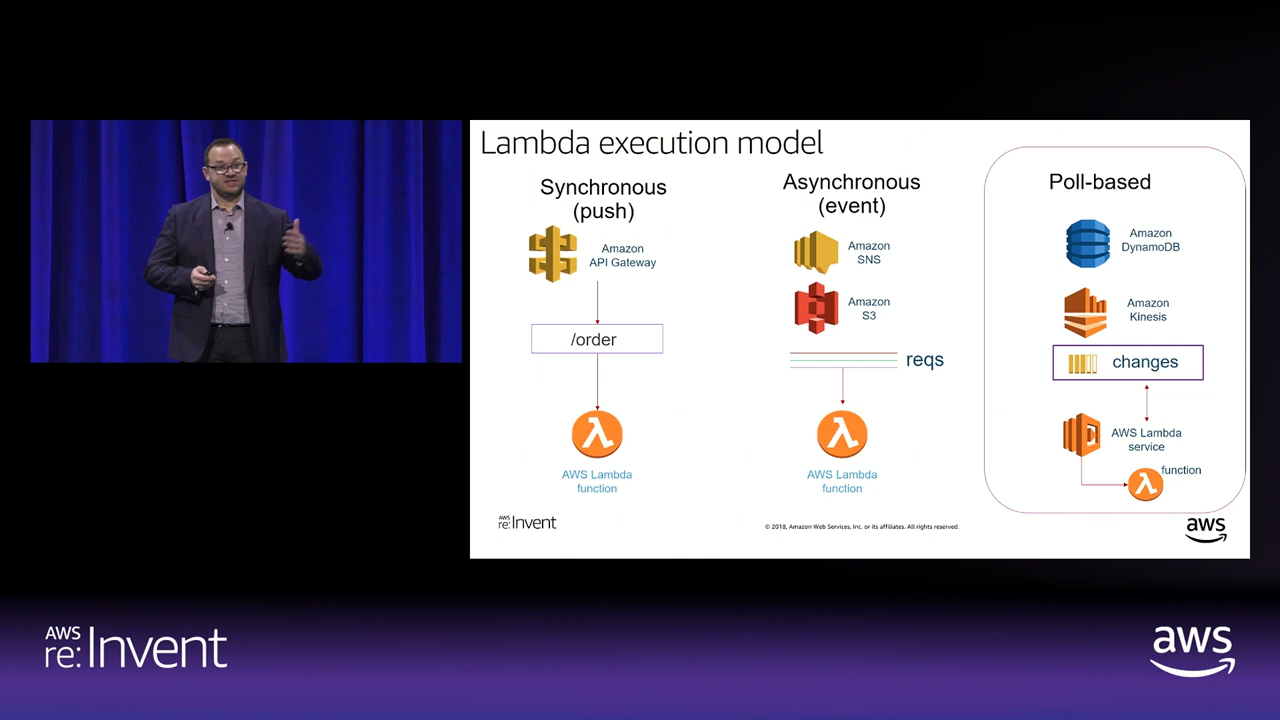 Lambda execution model
Synchronous
(push)
Amazon
API Gateway
/order
AWS Lambda
function
Asynchronous
(event)
Amazon
SNS
Amazon
S3
reqs
AWS Lambda
function
Poll-based
Amazon
DynamoDB
Amazon
Kinesis
changes
AWS Lambda
service
function
AWS
re:Invent
© 2018, Amazon Web Services, Inc. or its affiliates. All rights reserved.
aws
AWS
re:Invent
aws